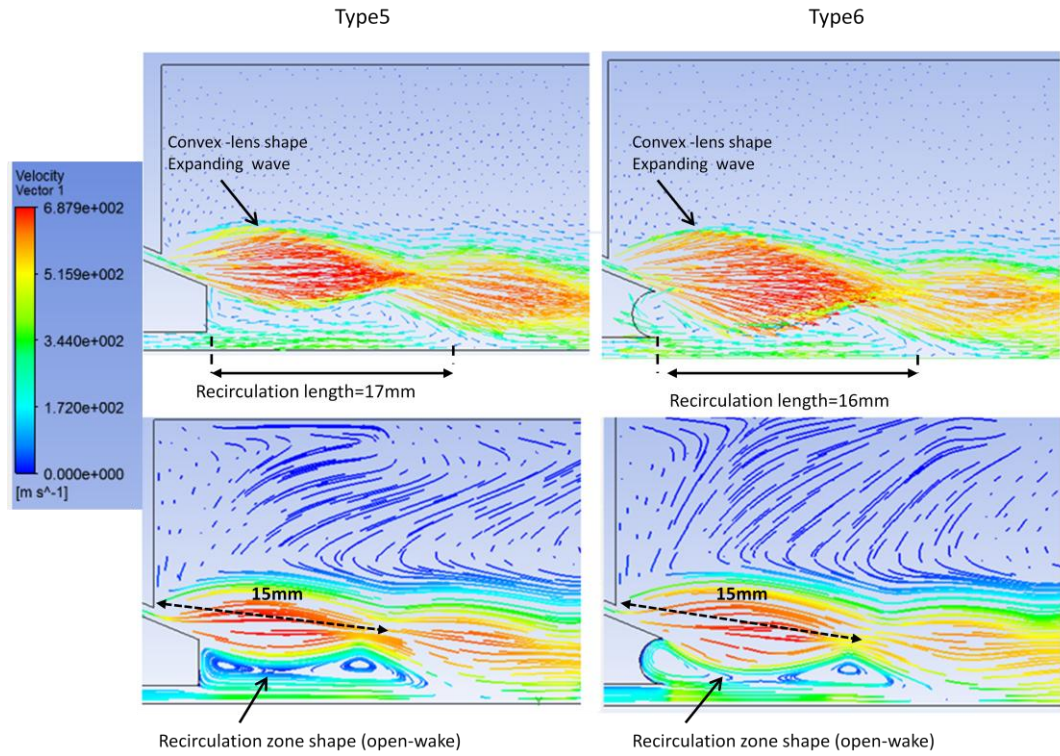 Type5
Type6
Convex -lens shape
Expanding wave
Convex -lens shape
Expanding wave
Velocity
Vector 1
6.879e+002
5.159e+002
3.440e+002
1.720e+002
0.000e+000
[m s^-1]
Recirculation length=17mm
Recirculation length=16mm
15mm
15mm
Recirculation zone shape (open-wake)
Recirculation zone shape (open-wake)